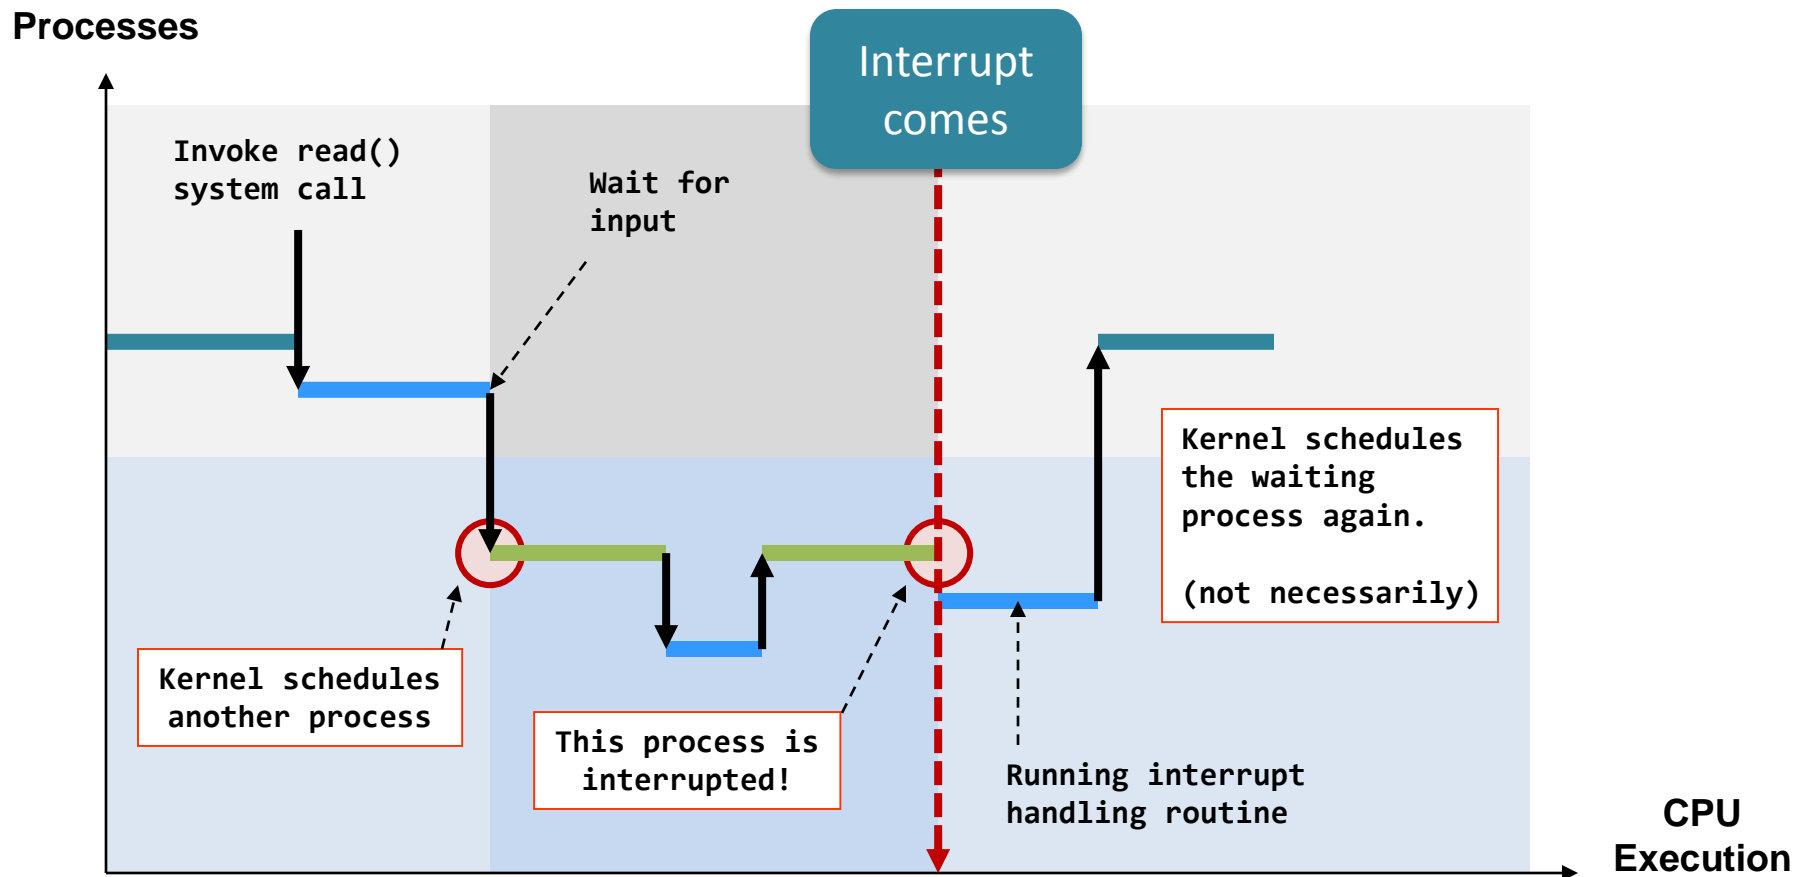 Processes
Interrupt
comes
Invoke read()
system call
Wait for
input
Kernel schedules
the waiting
process again.
(not necessarily)
Kernel schedules
another process
This process is
interrupted!
Running interrupt
handling routine
CPU
Execution